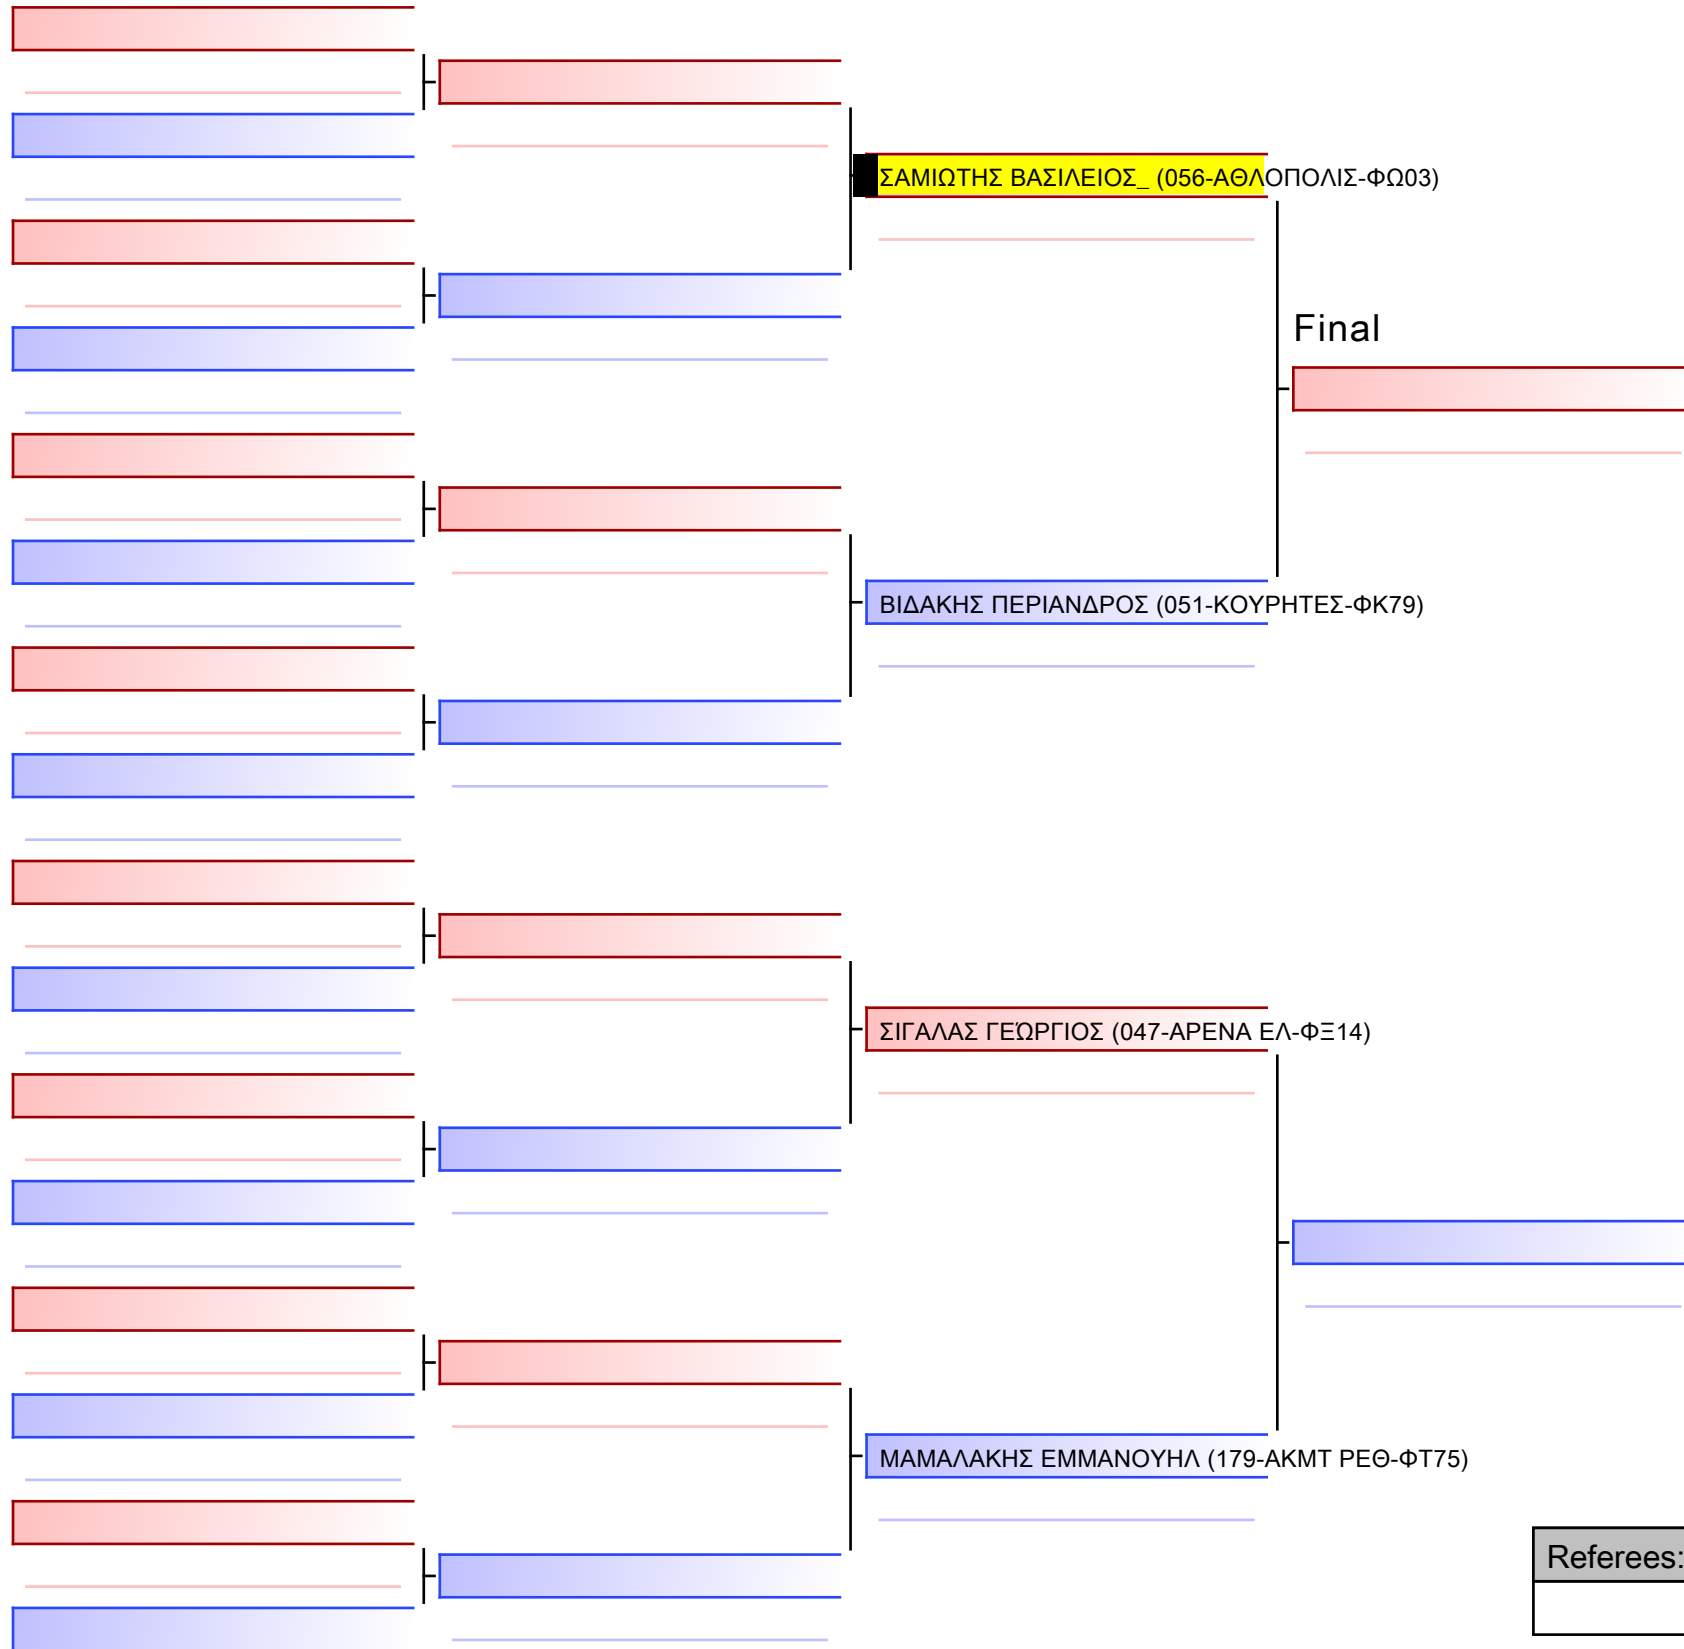 ΣΑΜΙΩΤΗΣ ΒΑΣΙΛΕΙΟΣ_ (056-ΑΘΛΟΠΟΛΙΣ-ΦΩ03)
Final
ΒΙΔΑΚΗΣ ΠΕΡΙΑΝΔΡΟΣ (051-ΚΟΥΡΗΤΕΣ-ΦΚ79)
ΣΙΓΑΛΑΣ ΓΕΏΡΓΙΟΣ (047-ΑΡΕΝΑ ΕΛ-ΦΞ14)
ΜΑΜΑΛΑΚΗΣ ΕΜΜΑΝΟΥΗΛ (179-ΑΚΜΤ ΡΕΘ-ΦΤ75)
Referees: